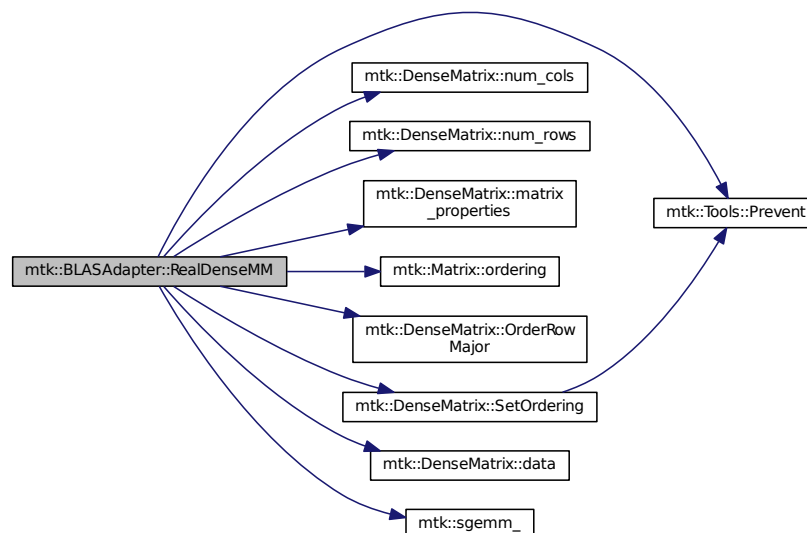 mtk::DenseMatrix::num_cols
mtk::DenseMatrix::num_rows
mtk::DenseMatrix::matrix
_properties
mtk::Tools::Prevent
mtk::BLASAdapter::RealDenseMM
mtk::Matrix::ordering
mtk::DenseMatrix::OrderRow
Major
mtk::DenseMatrix::SetOrdering
mtk::DenseMatrix::data
mtk::sgemm_